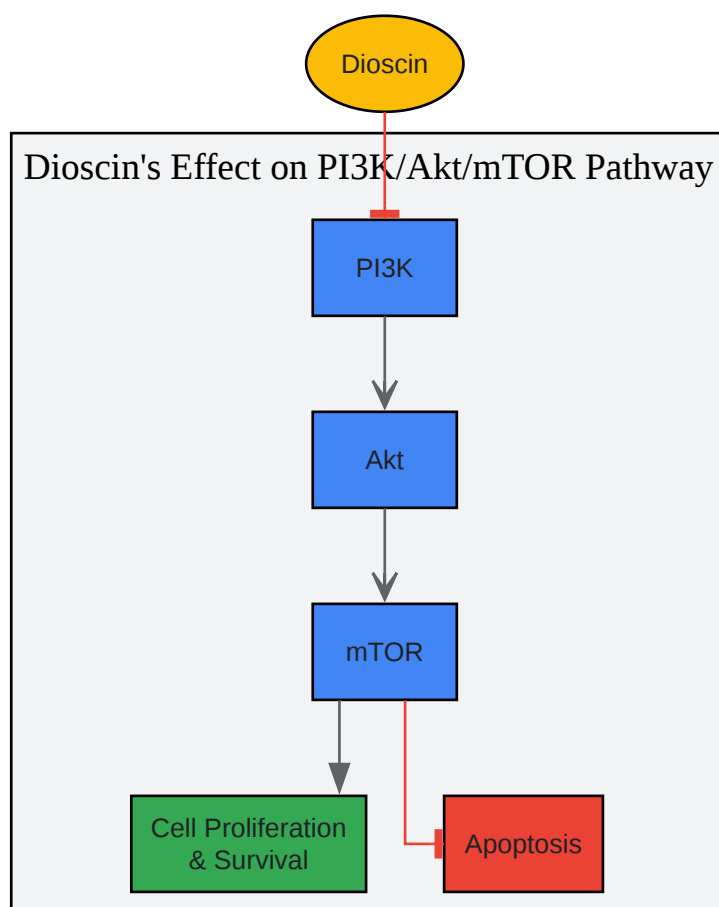 Dioscin
Dioscin's Effect on PI3K/Akt/mTOR Pathway
PI3K
Akt
mTOR
Cell Proliferation
& Survival
Apoptosis